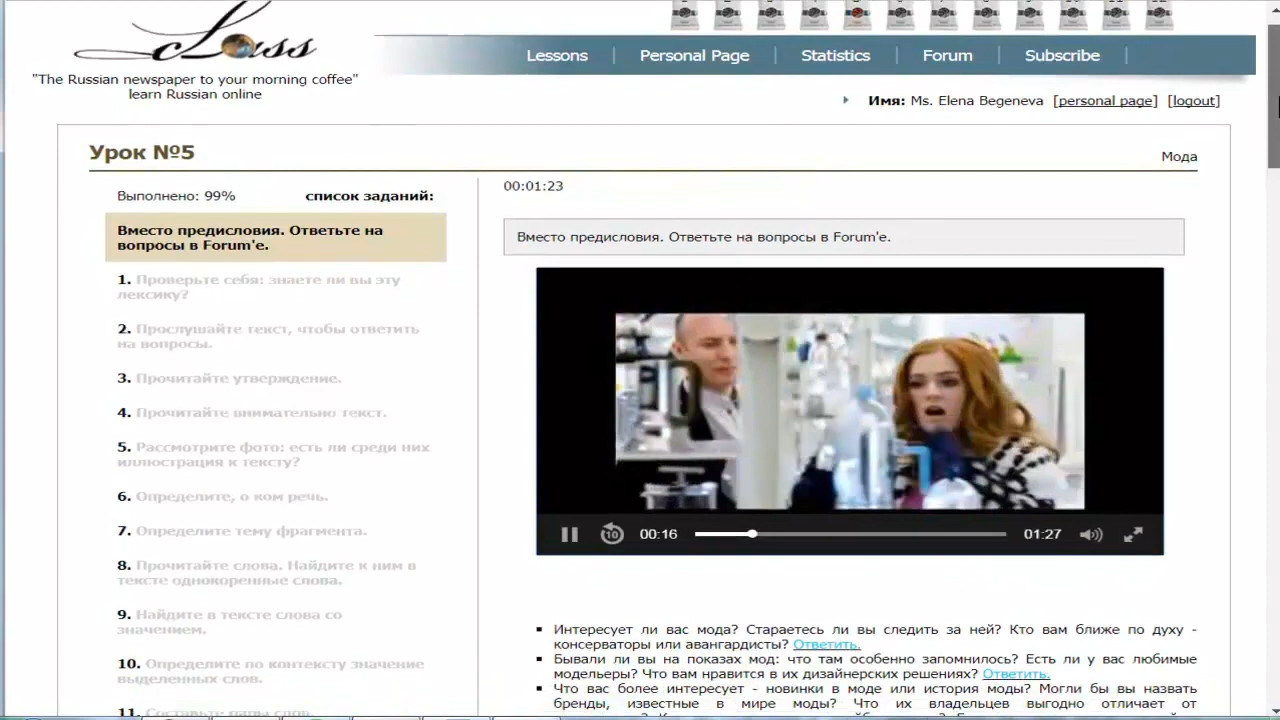 cLass
"The Russian newspaper to your morning coffee"
learn Russian online
Lessons
Personal Page
Statistics
Forum
Subscribe
Имя: Ms. Elena Begeneva [personal page] [logout]
Урок №5
Мода
Выполнено: 99%
список заданий:
Вместо предисловия. Ответьте на
вопросы в Forum'е.
1. Проверьте себя: знаете ли вы эту
лексику?
2. Прослушайте текст, чтобы ответить
на вопросы.
3. Прочитайте утверждение.
4. Прочитайте внимательно текст.
5. Рассмотрите фото: есть ли среди них
иллюстрация к тексту?
6. Определите, о ком речь.
7. Определите тему фрагмента.
8. Прочитайте слова. Найдите к ним в
тексте однокоренные слова.
9. Найдите в тексте слова со
значением.
10. Определите по контексту значение
выделенных слов.
11. Составьте пары слов.
00:01:23
Вместо предисловия. Ответьте на вопросы в Forum'е.
10
00:16
01:27
Интересует ли вас мода? Стараетесь ли вы следить за ней? Кто вам ближе по духу -
консерваторы или авангардисты? Ответить.
Бывали ли вы на показах мод: что там особенно запомнилось? Есть ли у вас любимые
модельеры? Что вам нравится в их дизайнерских решениях? Ответить.
Что вас более интересует - новинки в моде или история моды? Могли бы вы назвать
бренды, известные в мире моды? Что их владельцев выгодно отличает от